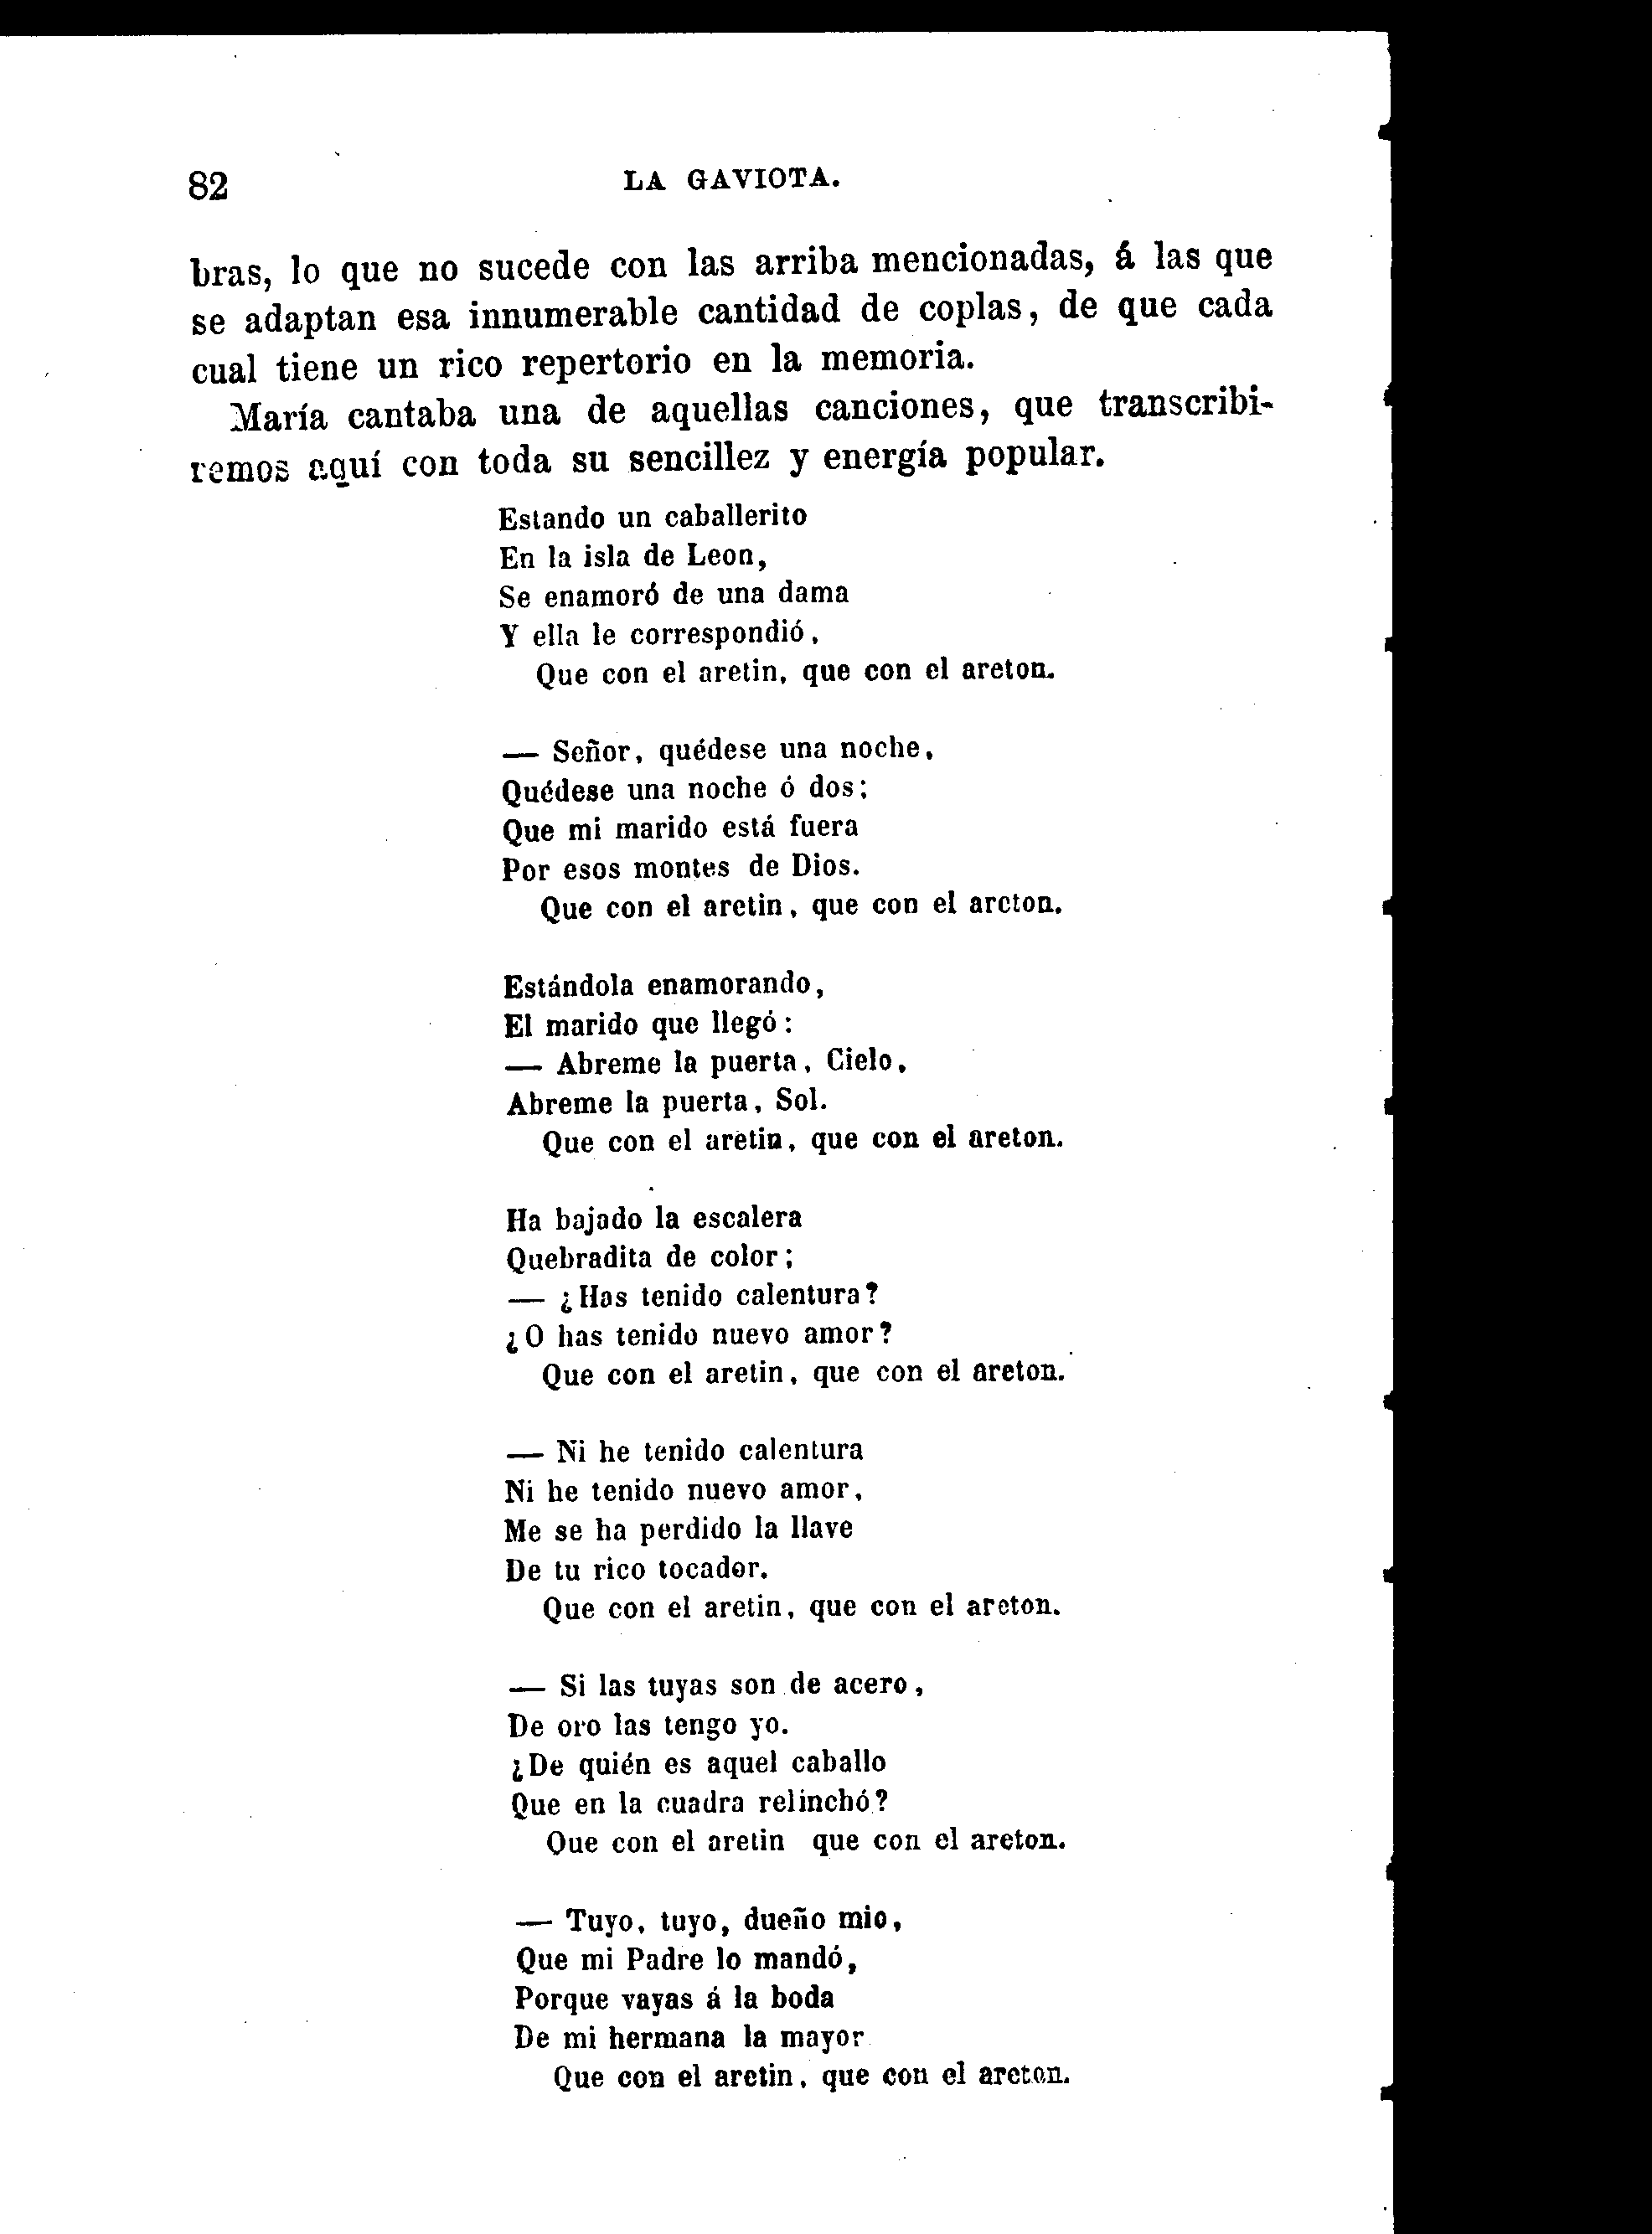 82 LA GAVIOTA.
bras, lo que no sucede con las arriba mencionadas, á las que
se adaptan esa innumerable cantidad de coplas, de que cada
cual tiene un rico repertorio en la memoria.
María cantaba una de aquellas canciones, que transcribi-
remos aquí con toda su sencillez y energía popular.
Estando un caballerito
En la isla de Leon,
Se enamoró de una dama
Y ella le correspondió,
Que con el aretin, que con el areton.
— Señor, quédese una noche,
Quédese una noche ó dos;
Que mi marido está fuera
Por esos montes de Dios.
Que con el aretin, que con el areton.
Estándola enamorando,
El marido que llegó:
— Abreme la puerta, Cielo,
Abreme la puerta, Sol.
Que con el aretin, que con el areton.
Ha bajado la escalera
Quebradita de color;
— ¿Has tenido calentura?
¿O has tenido nuevo amor?
Que con el aretin, que con el areton.
— Ni he tenido calentura
Ni he tenido nuevo amor,
Me se ha perdido la llave
De tu rico tocador.
Que con el aretin, que con el areton.
— Si las tuyas son de acero,
De oro las tengo yo.
¿De quién es aquel caballo
Que en la cuadra relinchó?
Que con el aretin que con el areton.
— Tuyo, tuyo, dueño mio,
Que mi Padre lo mandó,
Porque vayas á la boda
De mi hermana la mayor
Que con el aretin, que con el areton.